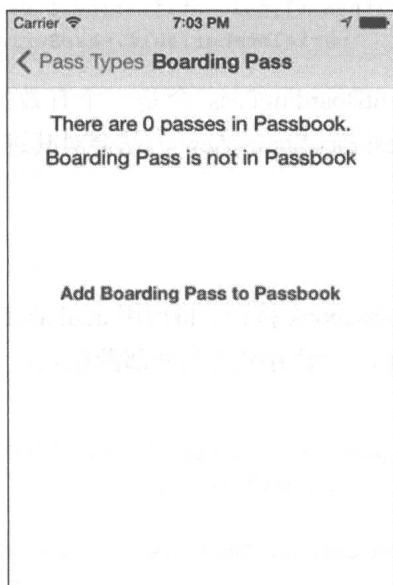 Carrier 7:03 PM
Pass Types Boarding Pass
There are 0 passes in Passbook.
Boarding Pass is not in Passbook
Add Boarding Pass to Passbook